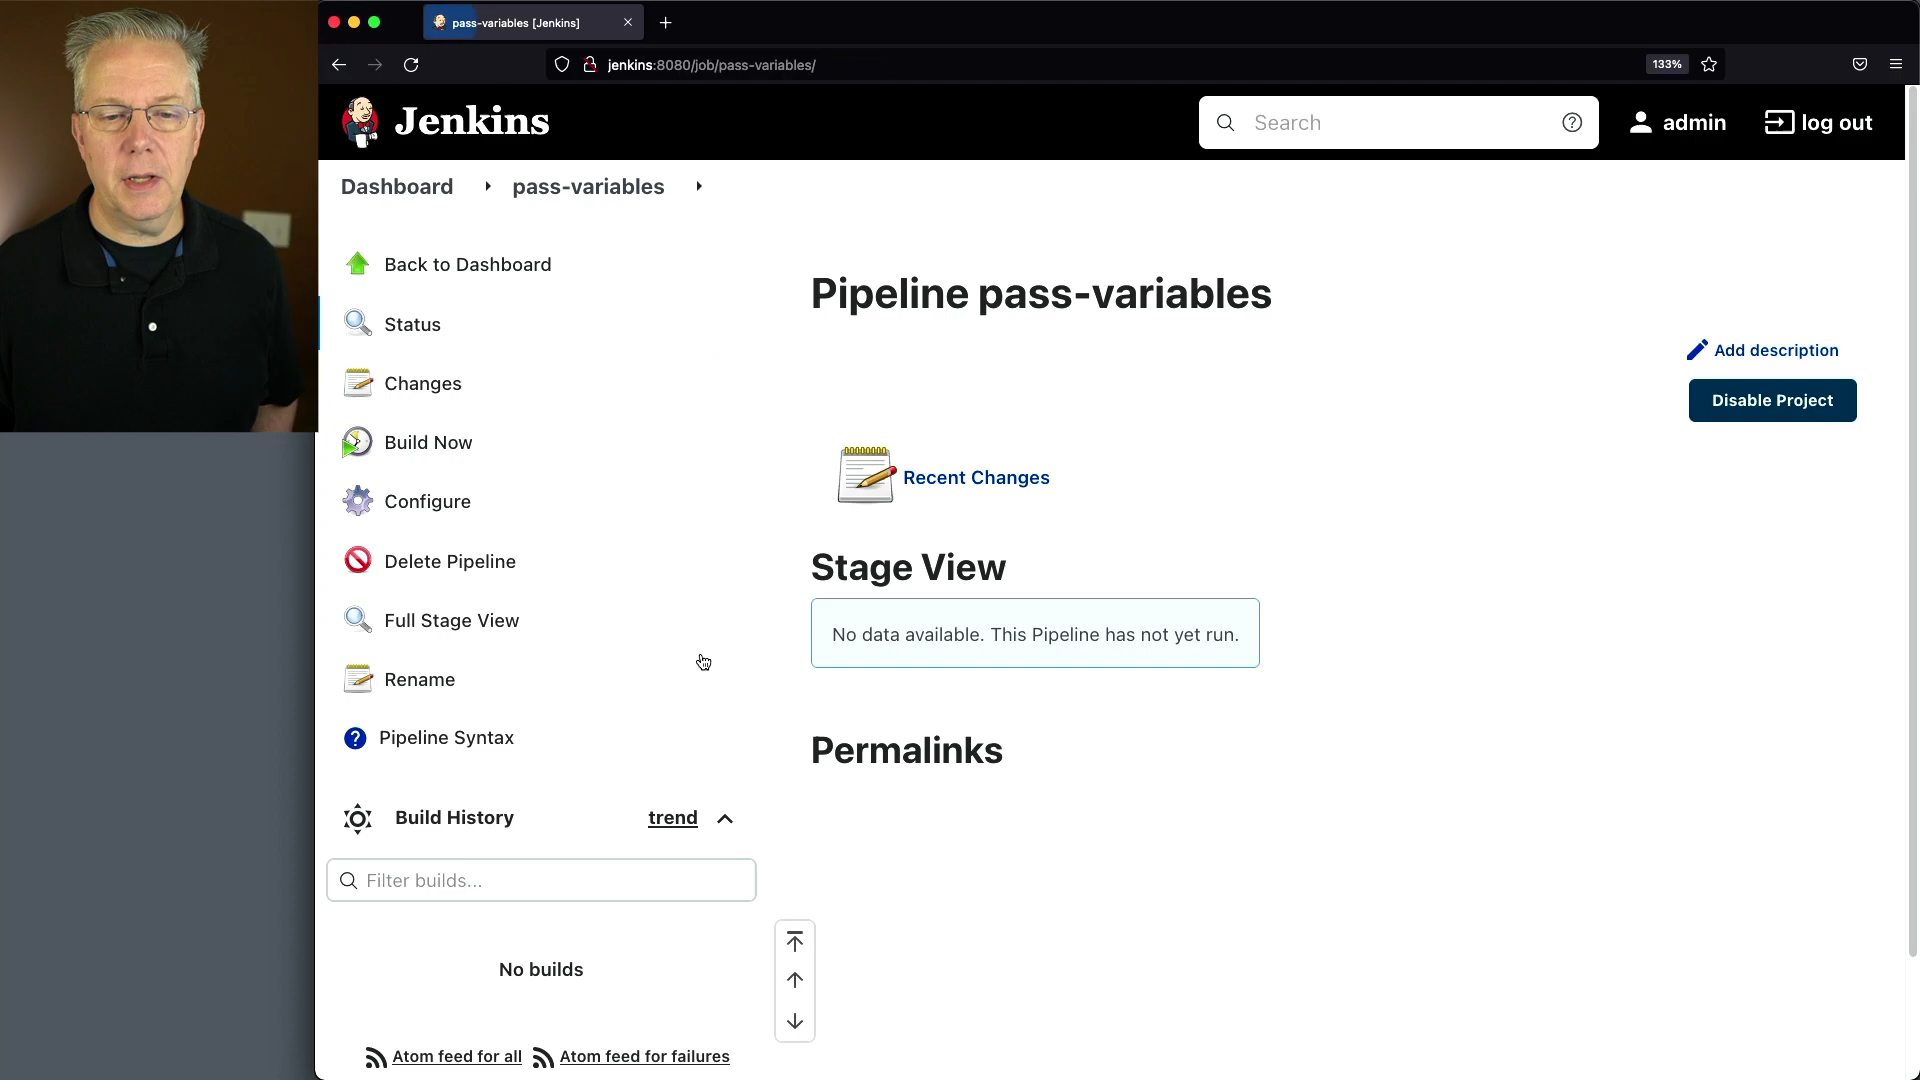 pass-variables [Jenkins]
jenkins:8080/job/pass-variables/
133%
Jenkins
Search
admin
log out
Dashboard
pass-variables
Back to Dashboard
Status
Changes
Build Now
Configure
Delete Pipeline
Full Stage View
Rename
Pipeline Syntax
Build History
trend
Filter builds...
No builds
Atom feed for all
Atom feed for failures
Pipeline pass-variables
Add description
Disable Project
Recent Changes
Stage View
No data available. This Pipeline has not yet run.
Permalinks